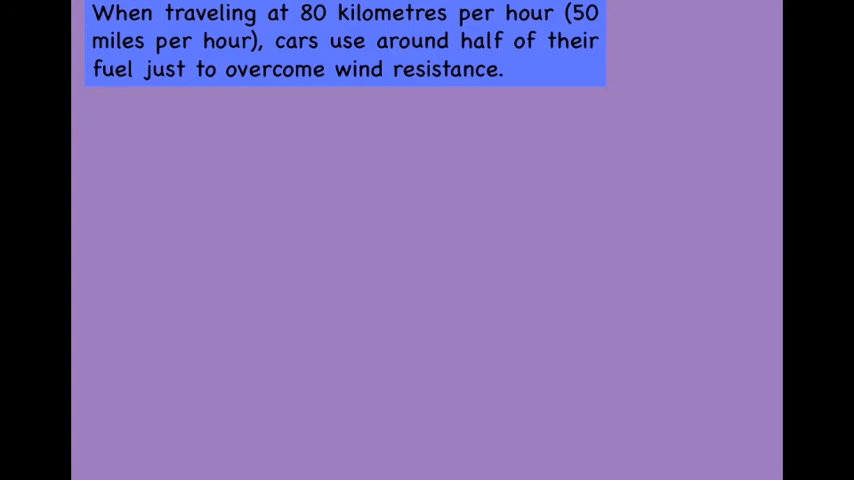 When traveling at 80 kilometres per hour (50
miles per hour), cars use around half of their
fuel just to overcome wind resistance.